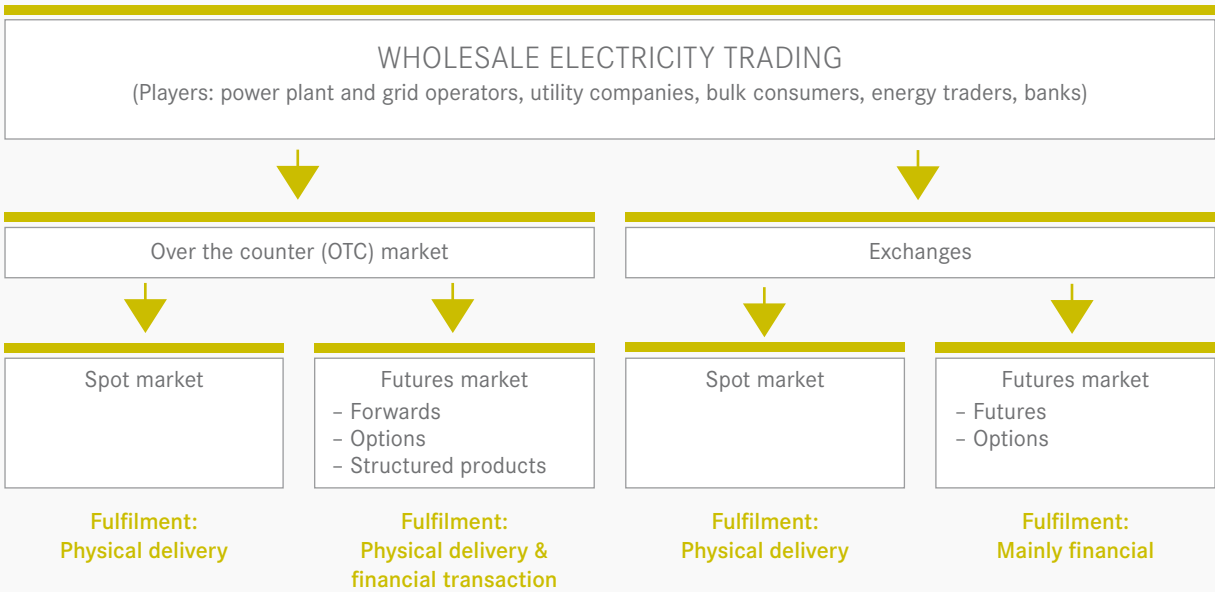 WHOLESALE ELECTRICITY TRADING
(Players: power plant and grid operators, utility companies, bulk consumers, energy traders, banks)
Over the counter (OTC) market
Exchanges
Spot market
Futures market
– Forwards
– Options
– Structured products
Spot market
Futures market
– Futures
– Options
Fulfilment:
Physical delivery
Fulfilment:
Physical delivery &
financial transaction
Fulfilment:
Physical delivery
Fulfilment:
Mainly financial